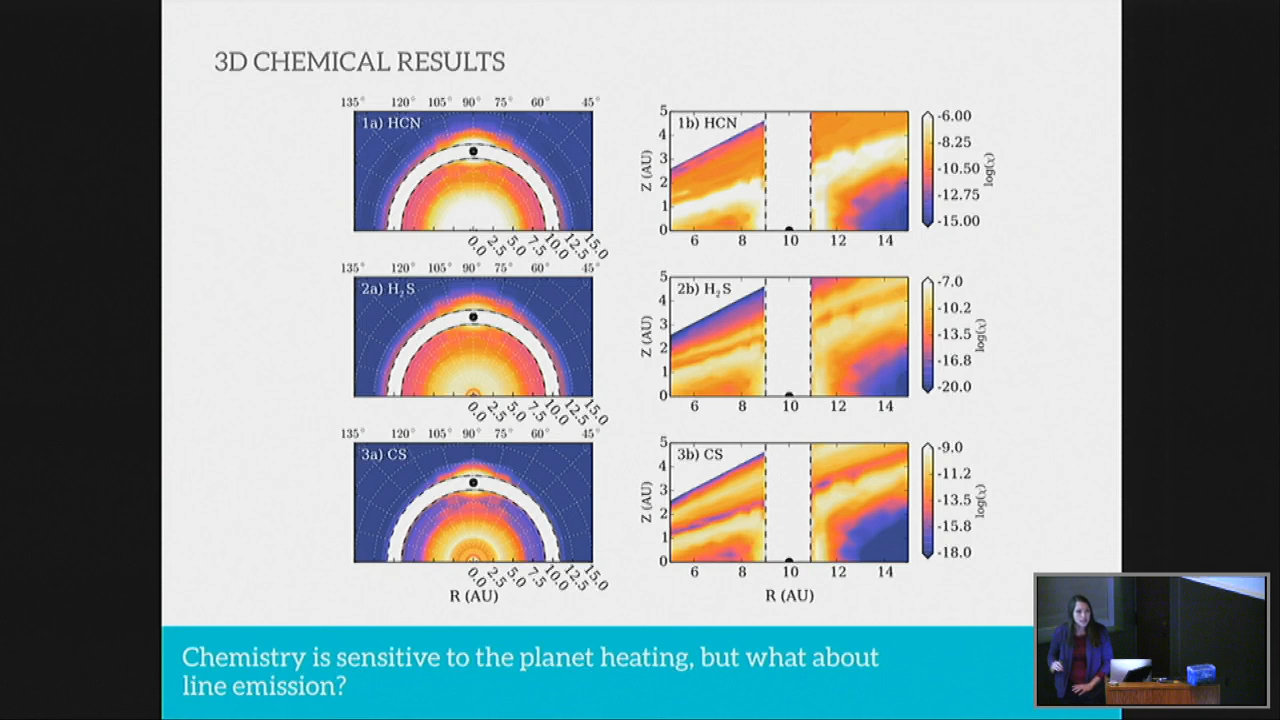 3D CHEMICAL RESULTS
135° 120° 105° 90° 75° 60° 45°
1a) HCN
0.0 2.5 5.0 7.5 10.0 12.5 15.0
1b) HCN
Z (AU)
5 4 3 2 1 0
6 8 10 12 14
-6.00
-8.25
-10.50
-12.75
-15.00
log(χ)
135° 120° 105° 90° 75° 60° 45°
2a) H₂S
0.0 2.5 5.0 7.5 10.0 12.5 15.0
2b) H₂S
Z (AU)
5 4 3 2 1 0
6 8 10 12 14
-7.0
-10.2
-13.5
-16.8
-20.0
log(χ)
135° 120° 105° 90° 75° 60° 45°
3a) CS
0.0 2.5 5.0 7.5 10.0 12.5 15.0
R (AU)
3b) CS
Z (AU)
5 4 3 2 1 0
6 8 10 12 14
R (AU)
-9.0
-11.2
-13.5
-15.8
-18.0
log(χ)
Chemistry is sensitive to the planet heating, but what about
line emission?